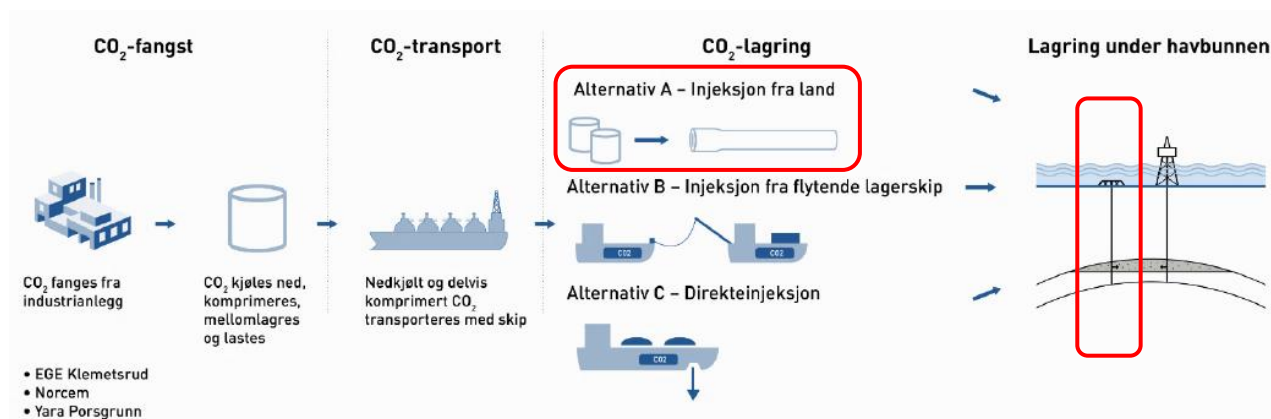 CO₂-fangst
CO₂-transport
CO₂-lagring
Lagring under havbunnen
Alternativ A – Injeksjon fra land
Alternativ B – Injeksjon fra flytende lagerskip
CO2
CO2
Alternativ C – Direkteinjeksjon
CO2
CO₂ fanges fra
industrianlegg
CO₂ kjøles ned,
komprimeres,
mellomlagres
og lastes
Nedkjølt og delvis
komprimert CO₂
transporteres med skip
• EGE Klemetsrud
• Norcem
• Yara Porsgrunn